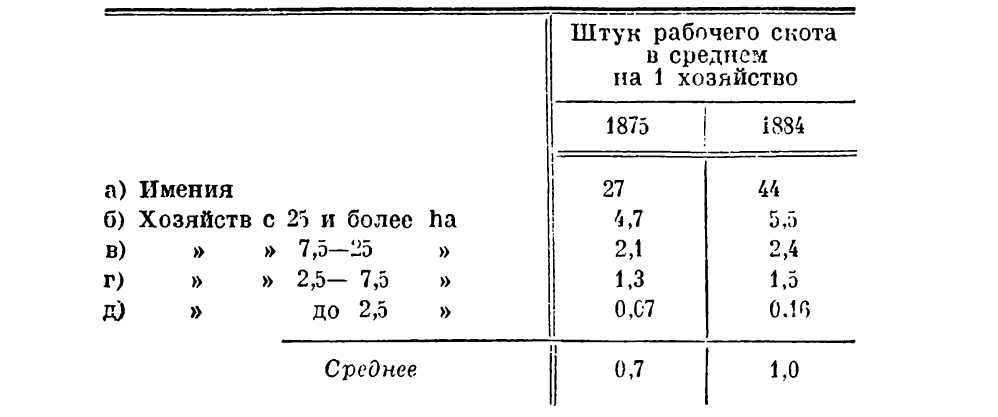 Штук рабочего скота
в среднем
на 1 хозяйство
1875 1884
а) Имения 27 44
б) Хозяйств с 25 и более ha 4,7 5,5
в) » » 7,5—25 » 2,1 2,4
г) » » 2,5— 7,5 » 1,3 1,5
д) » до 2,5 » 0,07 0.16
Среднее 0,7 1,0